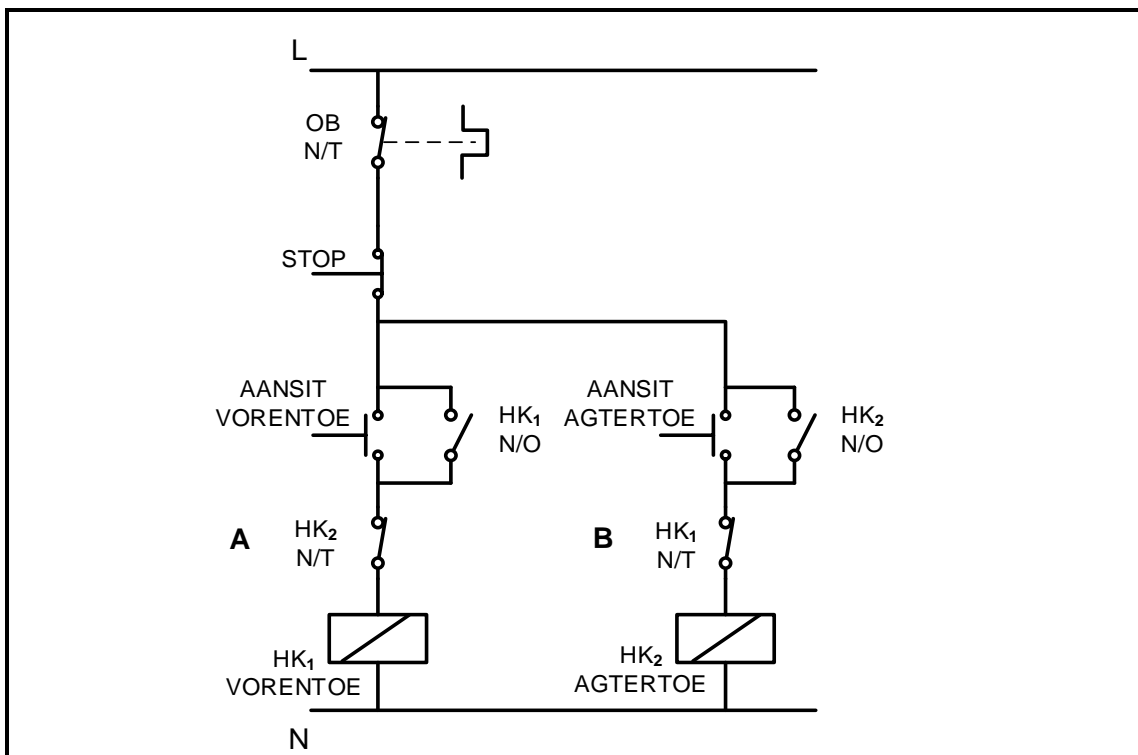 L
OB
N/T
STOP
AANSIT
VORENTOE
HK₁
N/O
AANSIT
AGTERTOE
HK₂
N/O
A
HK₂
N/T
B
HK₁
N/T
HK₁
VORENTOE
HK₂
AGTERTOE
N